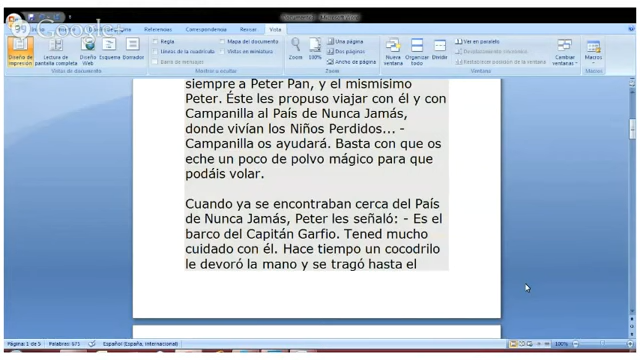 Documento1 - Microsoft Word
Google+
Referencias Correspondencia Revisar Vista
Diseño de impresión
Lectura de pantalla completa
Diseño Web
Esquema
Borrador
Vistas de documento
Regla
Líneas de la cuadrícula
Barra de mensajes
Mapa del documento
Vistas en miniatura
Mostrar u ocultar
Zoom
100%
Una página
Dos páginas
Ancho de página
Zoom
Nueva ventana
Organizar todo
Dividir
Ver en paralelo
Desplazamiento sincrónico
Restablecer posición de la ventana
Cambiar ventanas
Ventana
Macros
Macros
siempre a Peter Pan, y el mismísimo
Peter. Éste les propuso viajar con él y con
Campanilla al País de Nunca Jamás,
donde vivían los Niños Perdidos... -
Campanilla os ayudará. Basta con que os
eche un poco de polvo mágico para que
podáis volar.
Cuando ya se encontraban cerca del País
de Nunca Jamás, Peter les señaló: - Es el
barco del Capitán Garfio. Tened mucho
cuidado con él. Hace tiempo un cocodrilo
le devoró la mano y se tragó hasta el
Página: 1 de 5 Palabras: 673 Español (España, internacional) 100%